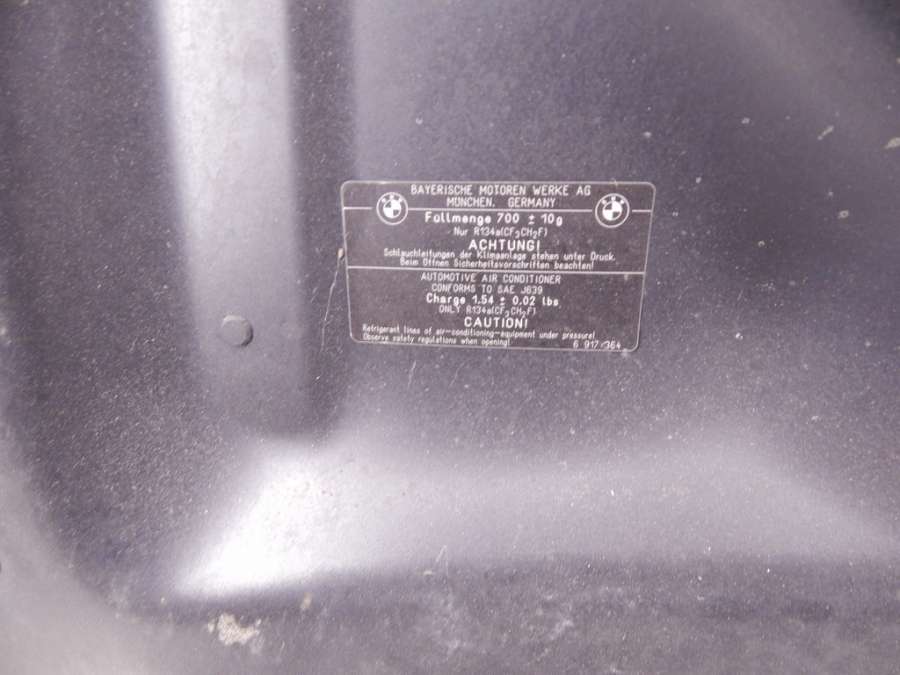 BAYERISCHE MOTOREN WERKE AG
MÜNCHEN, GERMANY
Füllmenge 700 ± 10g
Nur R134a(CF3CH2F)
ACHTUNG!
Schlauchleitungen der Klimaanlage stehen unter Druck.
Beim Öffnen Sicherheitsvorschriften beachten!
AUTOMOTIVE AIR CONDITIONER
CONFORMS TO SAE J639
Charge 1.54 ± 0.02 lbs
ONLY R134a(CF3CH2F)
CAUTION!
Refrigerant lines of air-conditioning-equipment under pressure!
Observe safety regulations when opening!
6 917 364